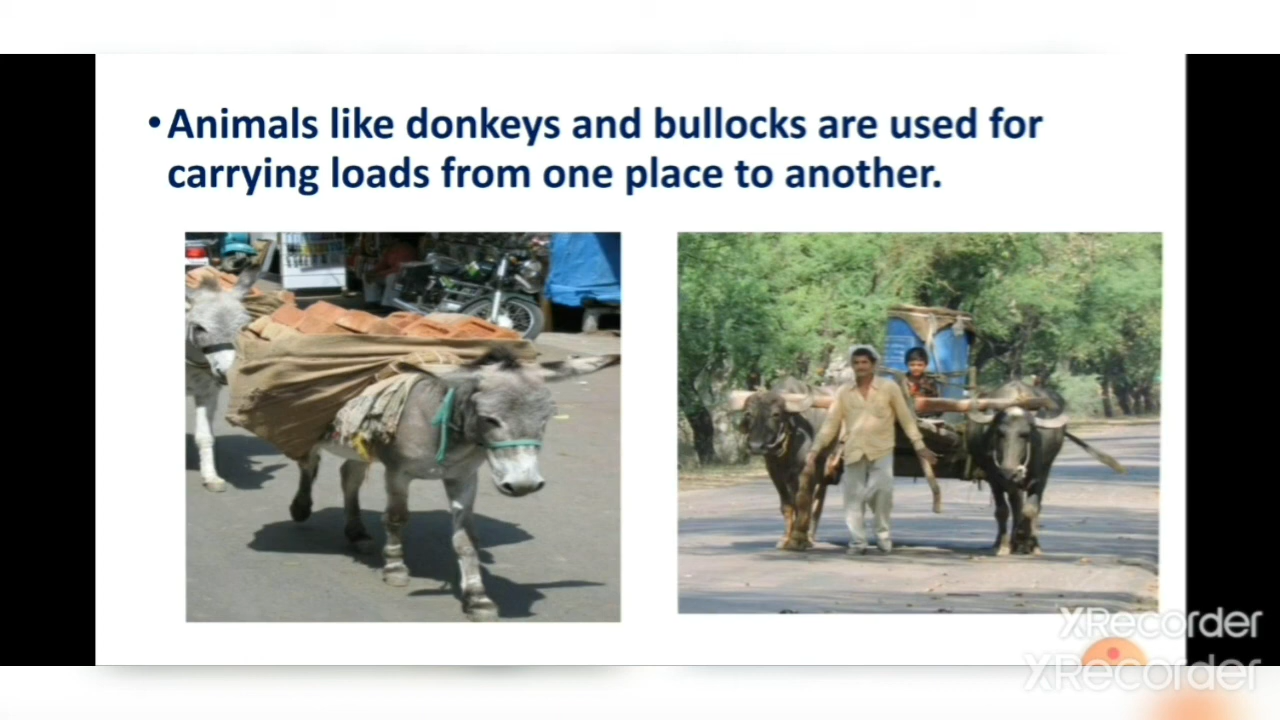 • Animals like donkeys and bullocks are used for
carrying loads from one place to another.
XRecorder
XRecorder